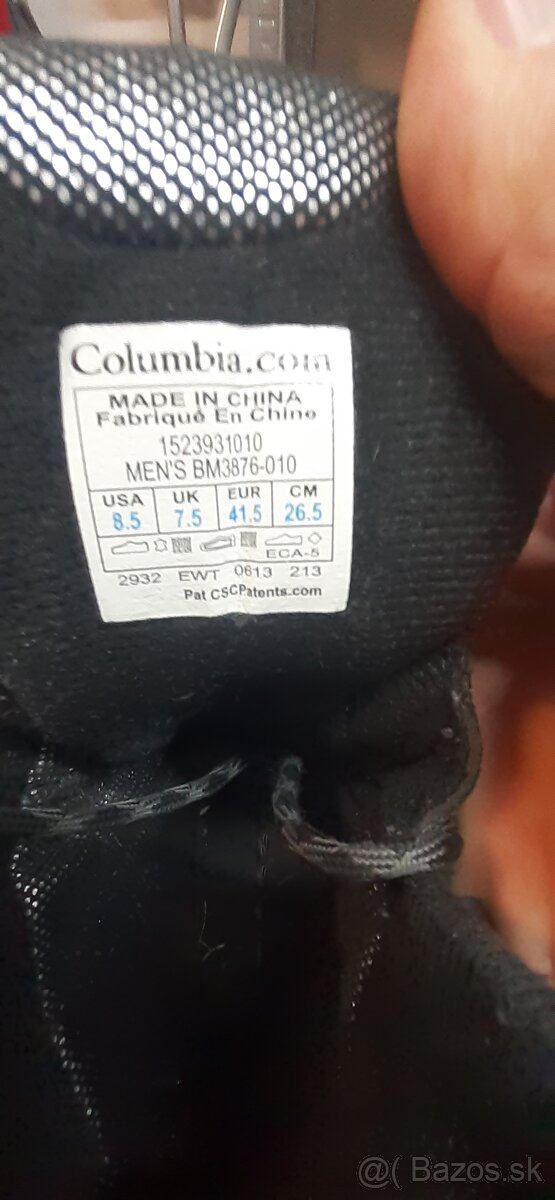 Columbia.com
MADE IN CHINA
Fabriqué En Chine
1523931010
MEN'S BM3876-010
USA UK EUR CM
8.5 7.5 41.5 26.5
ECA-5
2932 EWT 0613 213
Pat CSCPatents.com
@( Bazos.sk